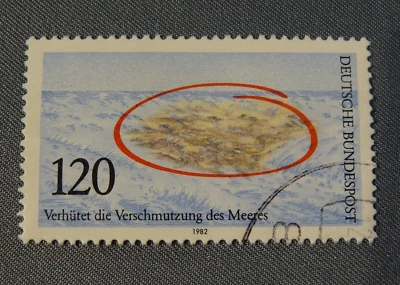 DEUTSCHE BUNDESPOST
120
Verhütet die Verschmutzung des Meeres
1982